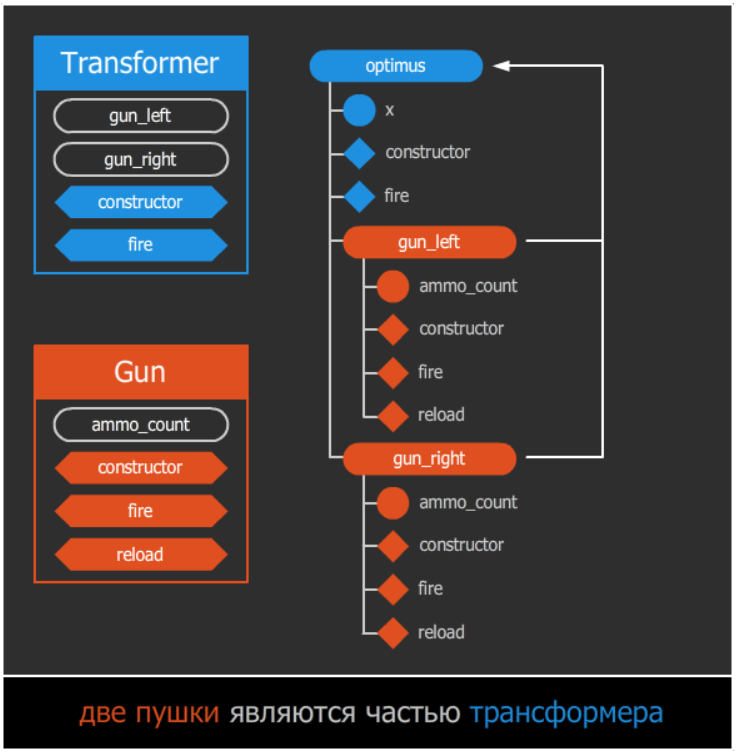 Transformer
gun_left
gun_right
constructor
fire
Gun
ammo_count
constructor
fire
reload
optimus
x
constructor
fire
gun_left
ammo_count
constructor
fire
reload
gun_right
ammo_count
constructor
fire
reload
две пушки являются частью трансформера